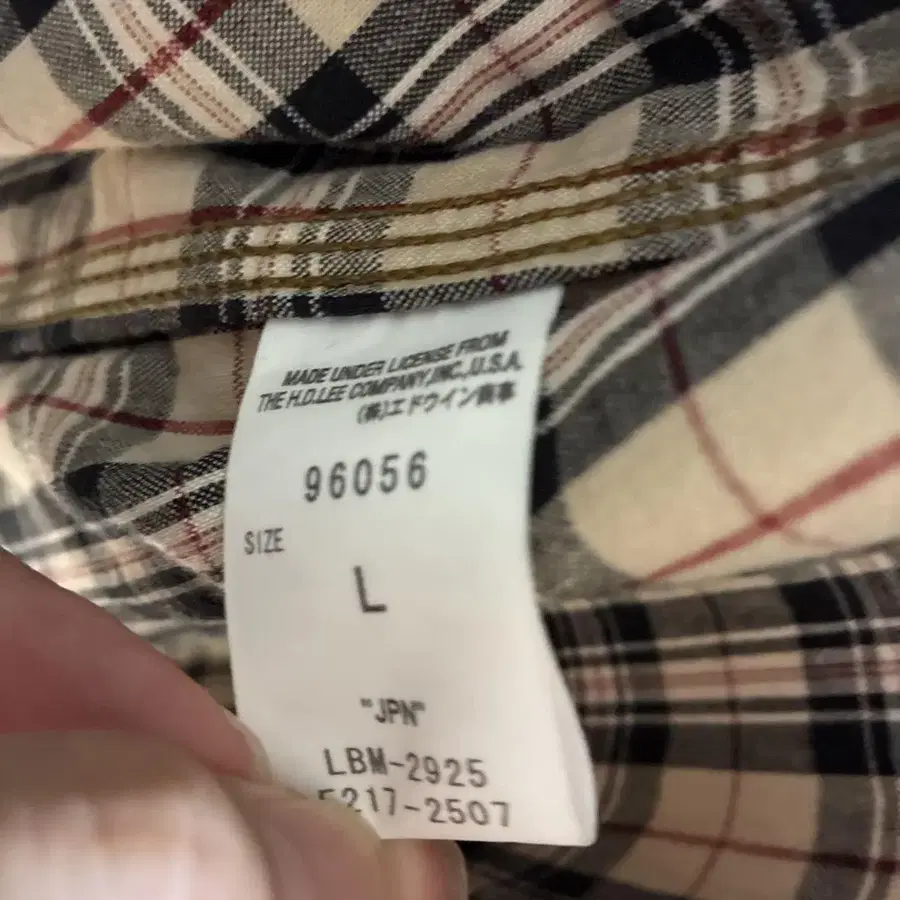 MADE UNDER LICENSE FROM
THE H.D.LEE COMPANY,INC.,U.S.A.
(株)エドウイン商事
96056
SIZE
L
"JPN"
LBM-2925
5217-2507